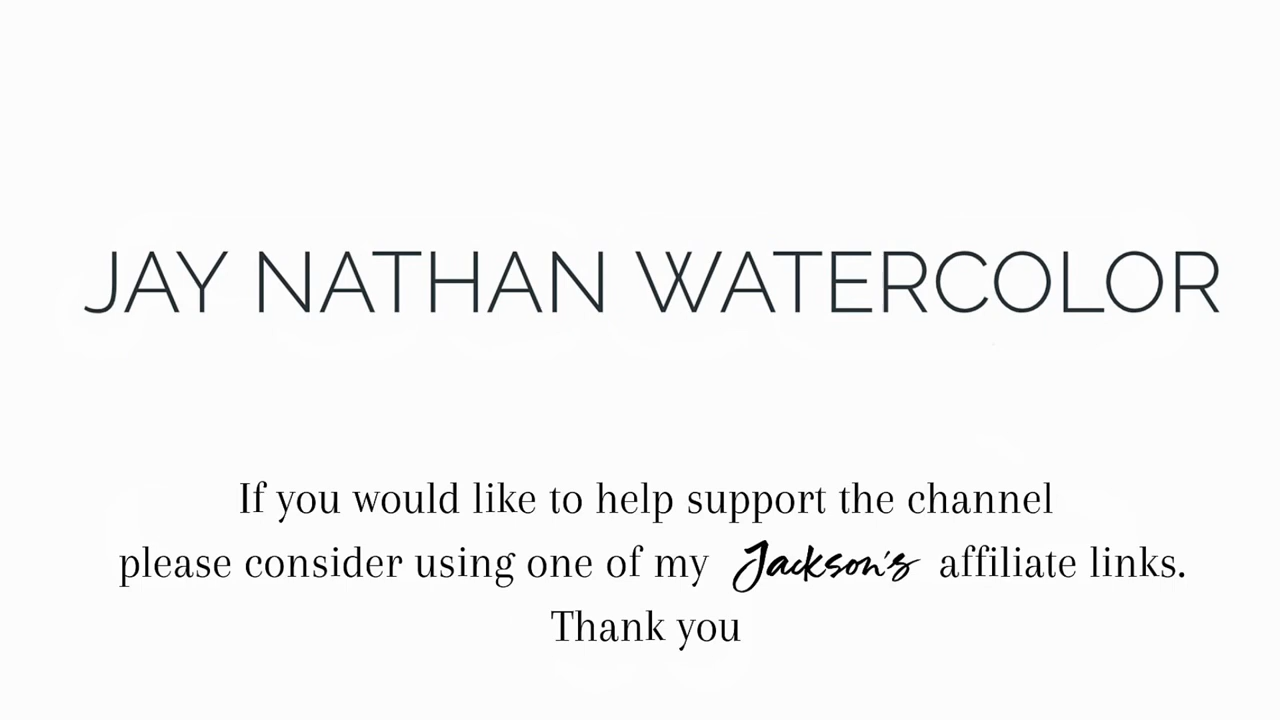 JAY NATHAN WATERCOLOR
If you would like to help support the channel
please consider using one of my Jackson's affiliate links.
Thank you